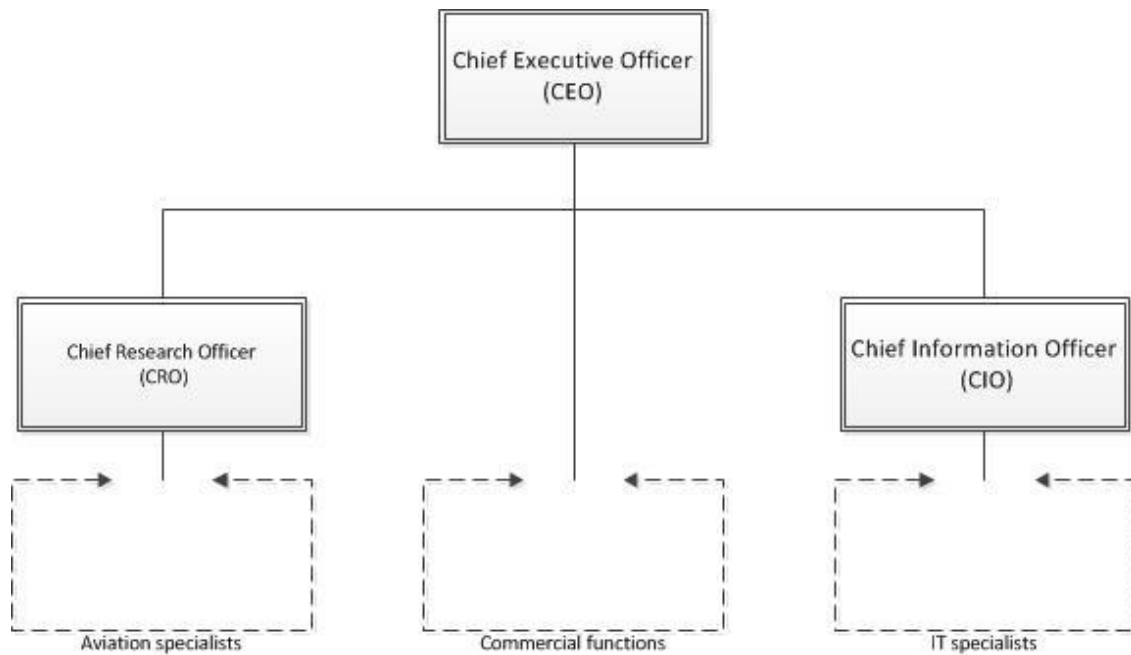 Chief Executive Officer
(CEO)
Chief Research Officer
(CRO)
Chief Information Officer
(CIO)
Aviation specialists
Commercial functions
IT specialists